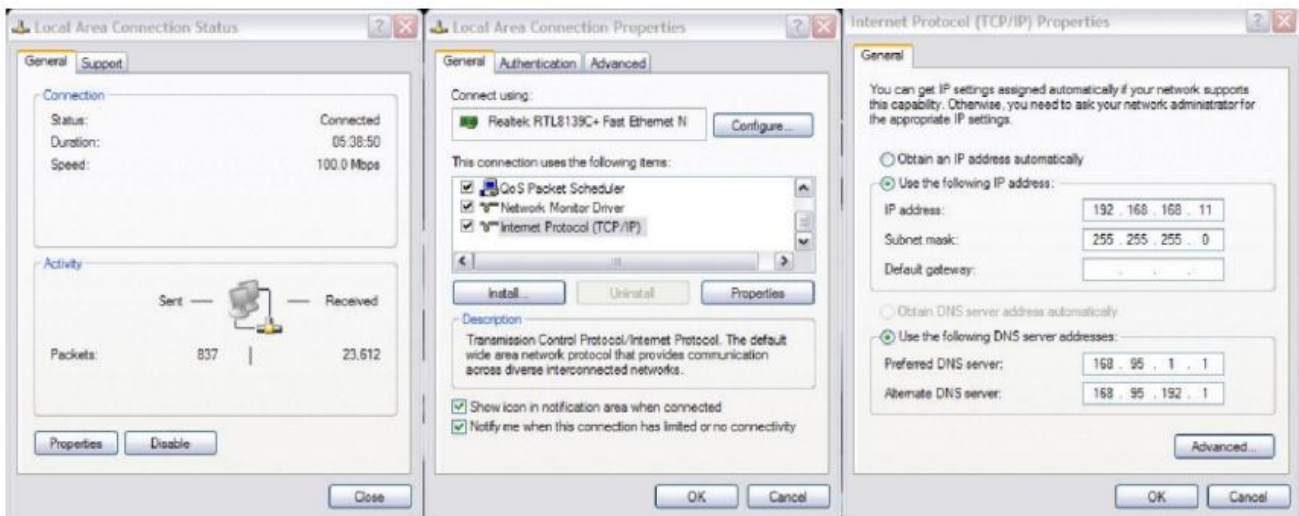 Local Area Connection Status
General Support
Connection
Status: Connected
Duration: 05:38:50
Speed: 100.0 Mbps
Activity
Sent — — Received
Packets: 837 | 23,612
Properties Disable
Close
Local Area Connection Properties
General Authentication Advanced
Connect using:
Realtek RTL8139C+ Fast Ethernet N Configure...
This connection uses the following items:
QoS Packet Scheduler
Network Monitor Driver
Internet Protocol (TCP/IP)
Install... Uninstall Properties
Description
Transmission Control Protocol/Internet Protocol. The default
wide area network protocol that provides communication
across diverse interconnected networks.
Show icon in notification area when connected
Notify me when this connection has limited or no connectivity
OK Cancel
Internet Protocol (TCP/IP) Properties
General
You can get IP settings assigned automatically if your network supports
this capability. Otherwise, you need to ask your network administrator for
the appropriate IP settings.
Obtain an IP address automatically
Use the following IP address:
IP address: 192 . 168 . 168 . 11
Subnet mask: 255 . 255 . 255 . 0
Default gateway: . . .
Obtain DNS server address automatically
Use the following DNS server addresses:
Preferred DNS server: 168 . 95 . 1 . 1
Alternate DNS server: 168 . 95 . 192 . 1
Advanced...
OK Cancel